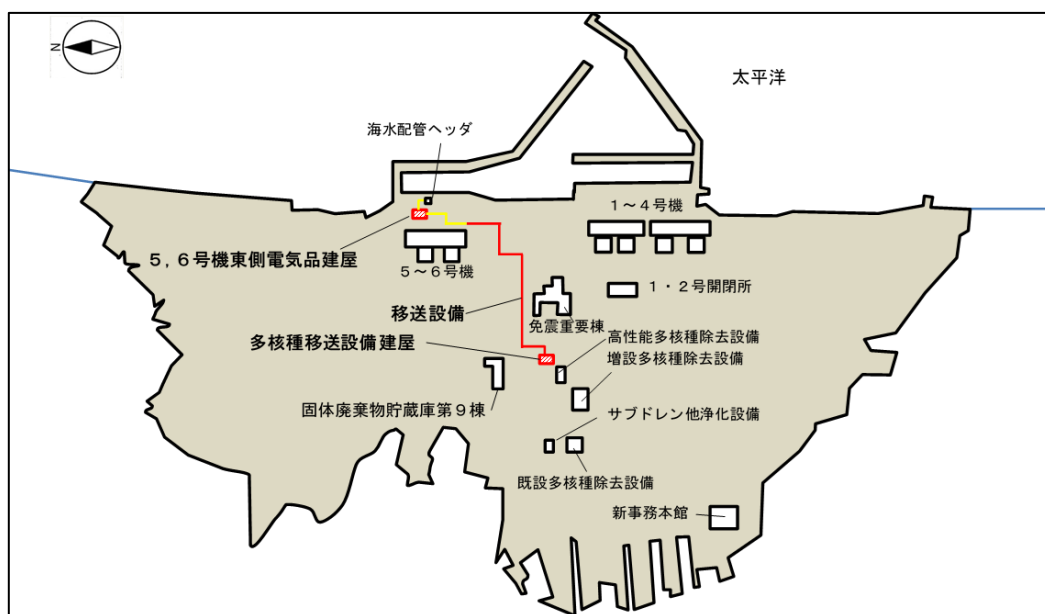 N
太平洋
海水配管ヘッダ
１～４号機
５，６号機東側電気品建屋
５～６号機
１・２号開閉所
移送設備
免震重要棟
高性能多核種除去設備
多核種移送設備建屋
増設多核種除去設備
固体廃棄物貯蔵庫第９棟
サブドレン他浄化設備
既設多核種除去設備
新事務本館